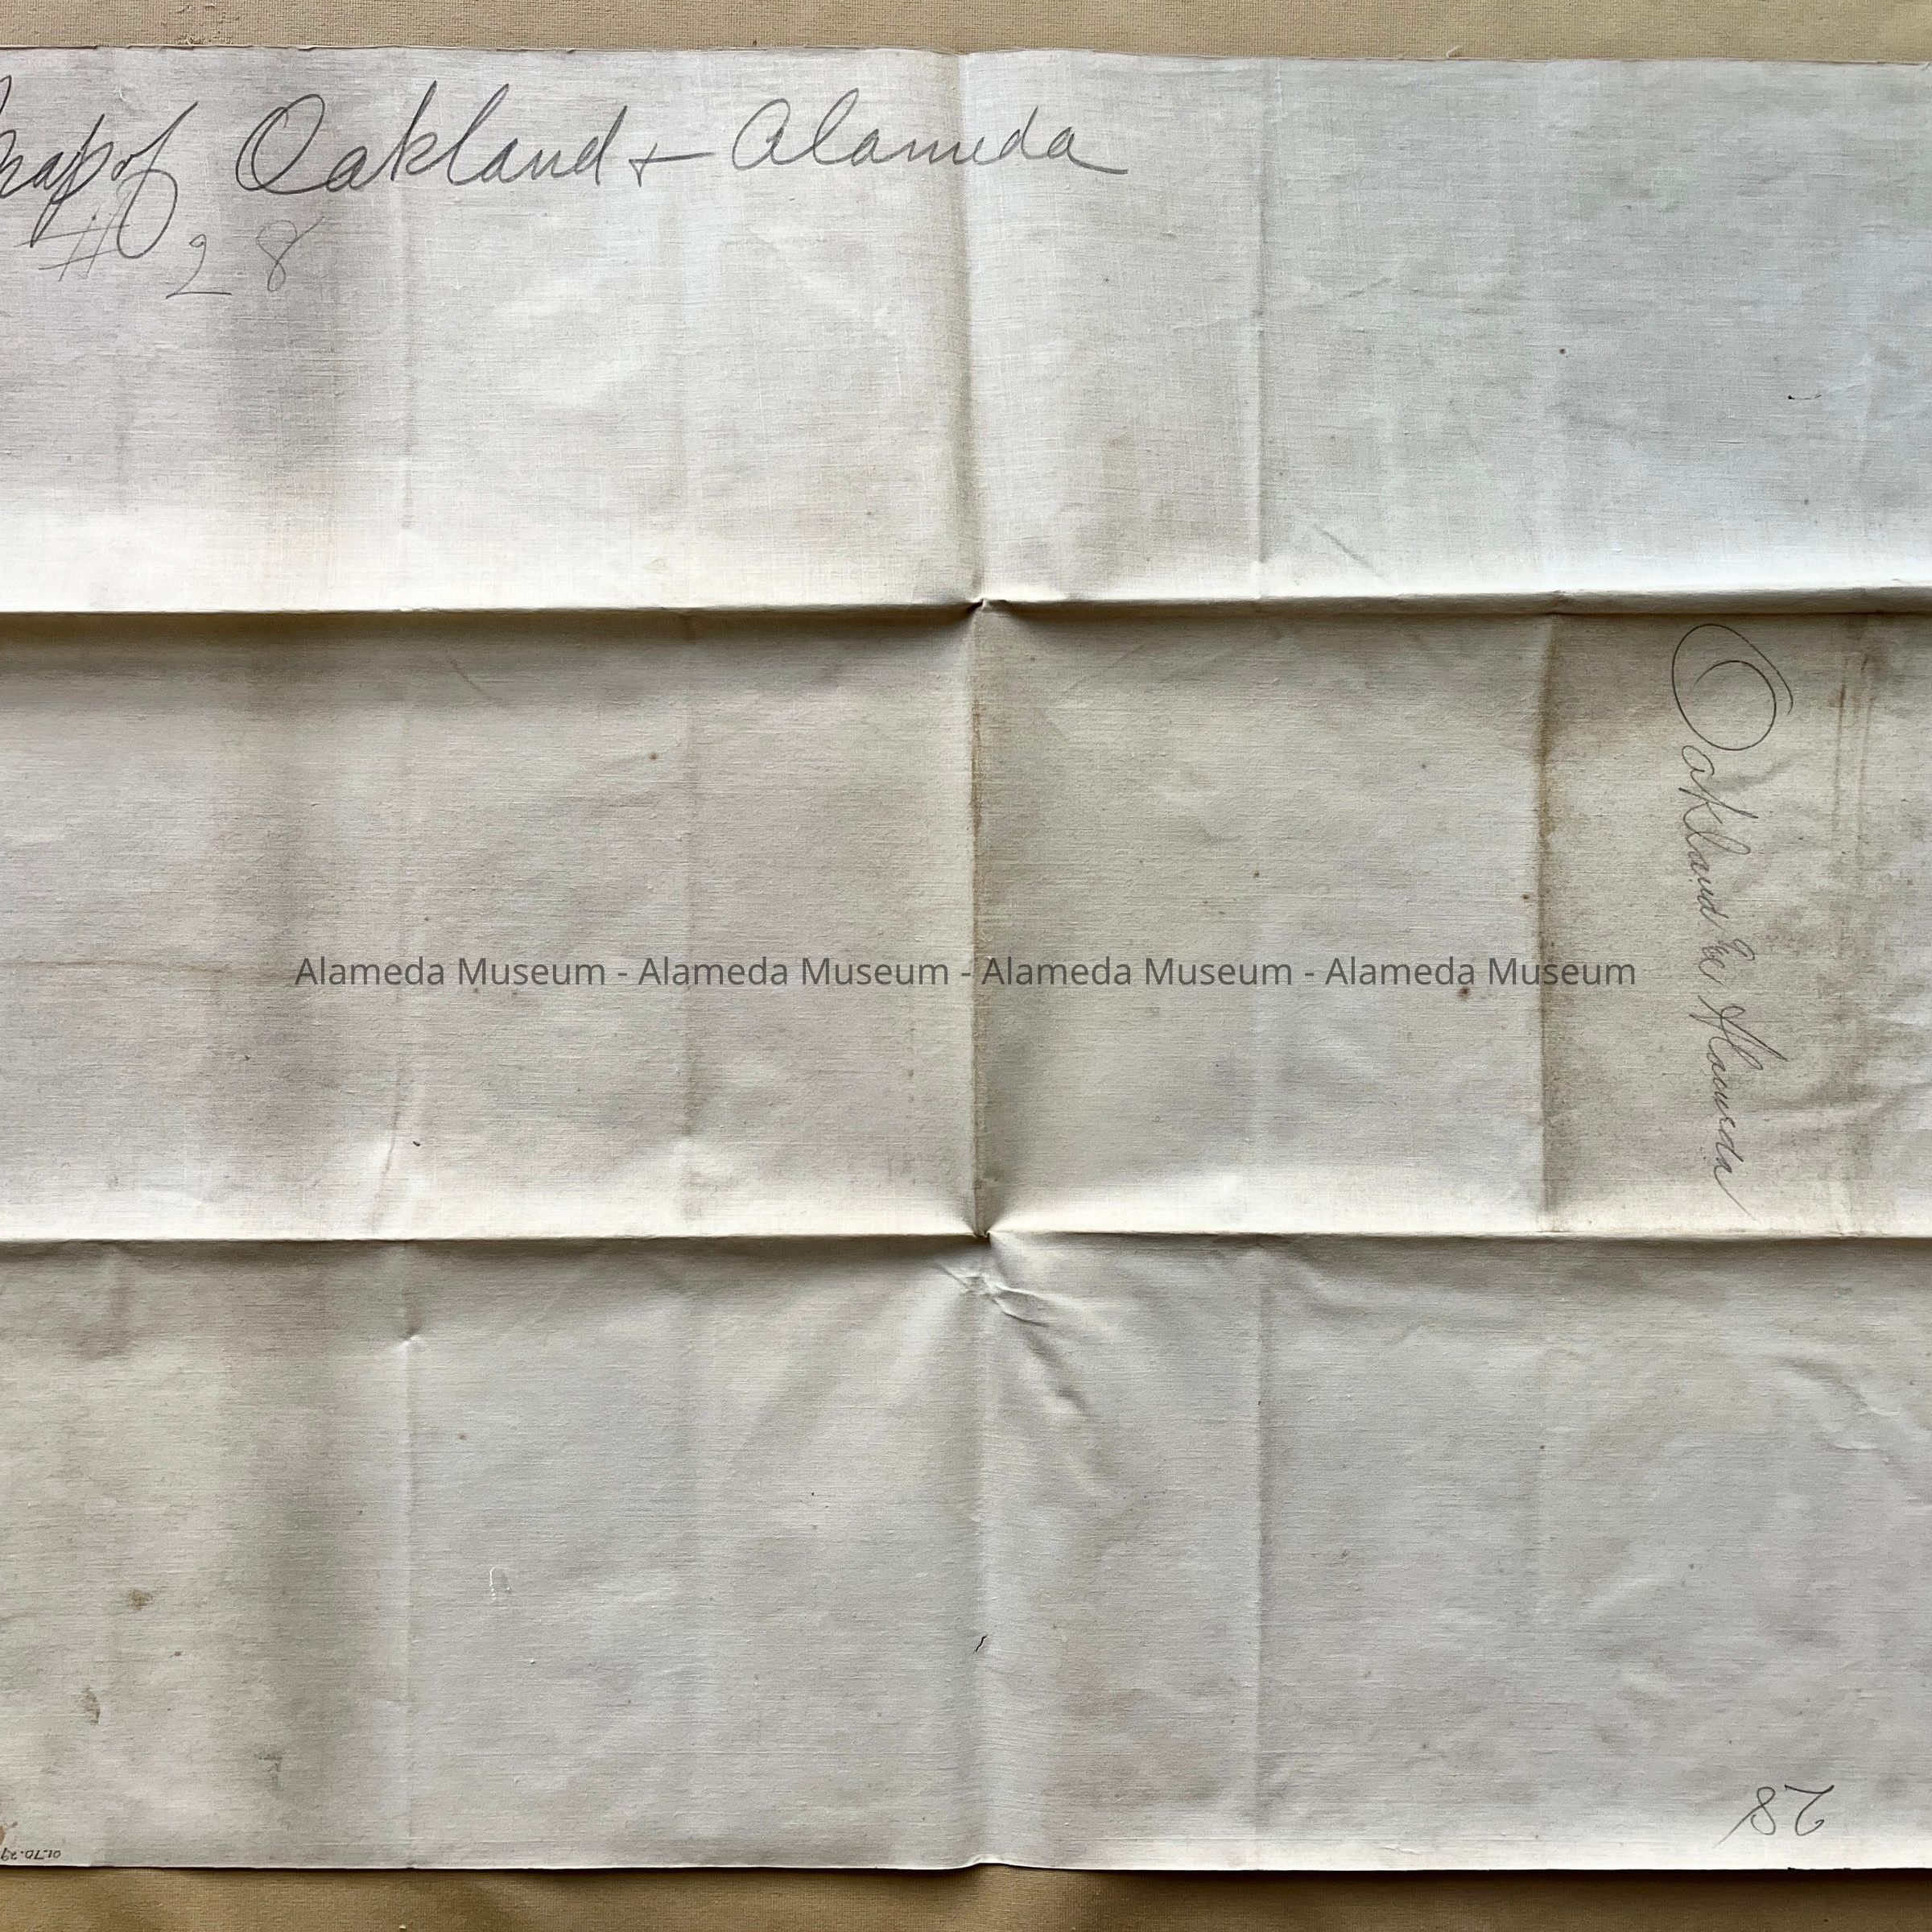 Map of Oakland + Alameda
#28
Oakland & Alameda
Alameda Museum - Alameda Museum - Alameda Museum - Alameda Museum
28